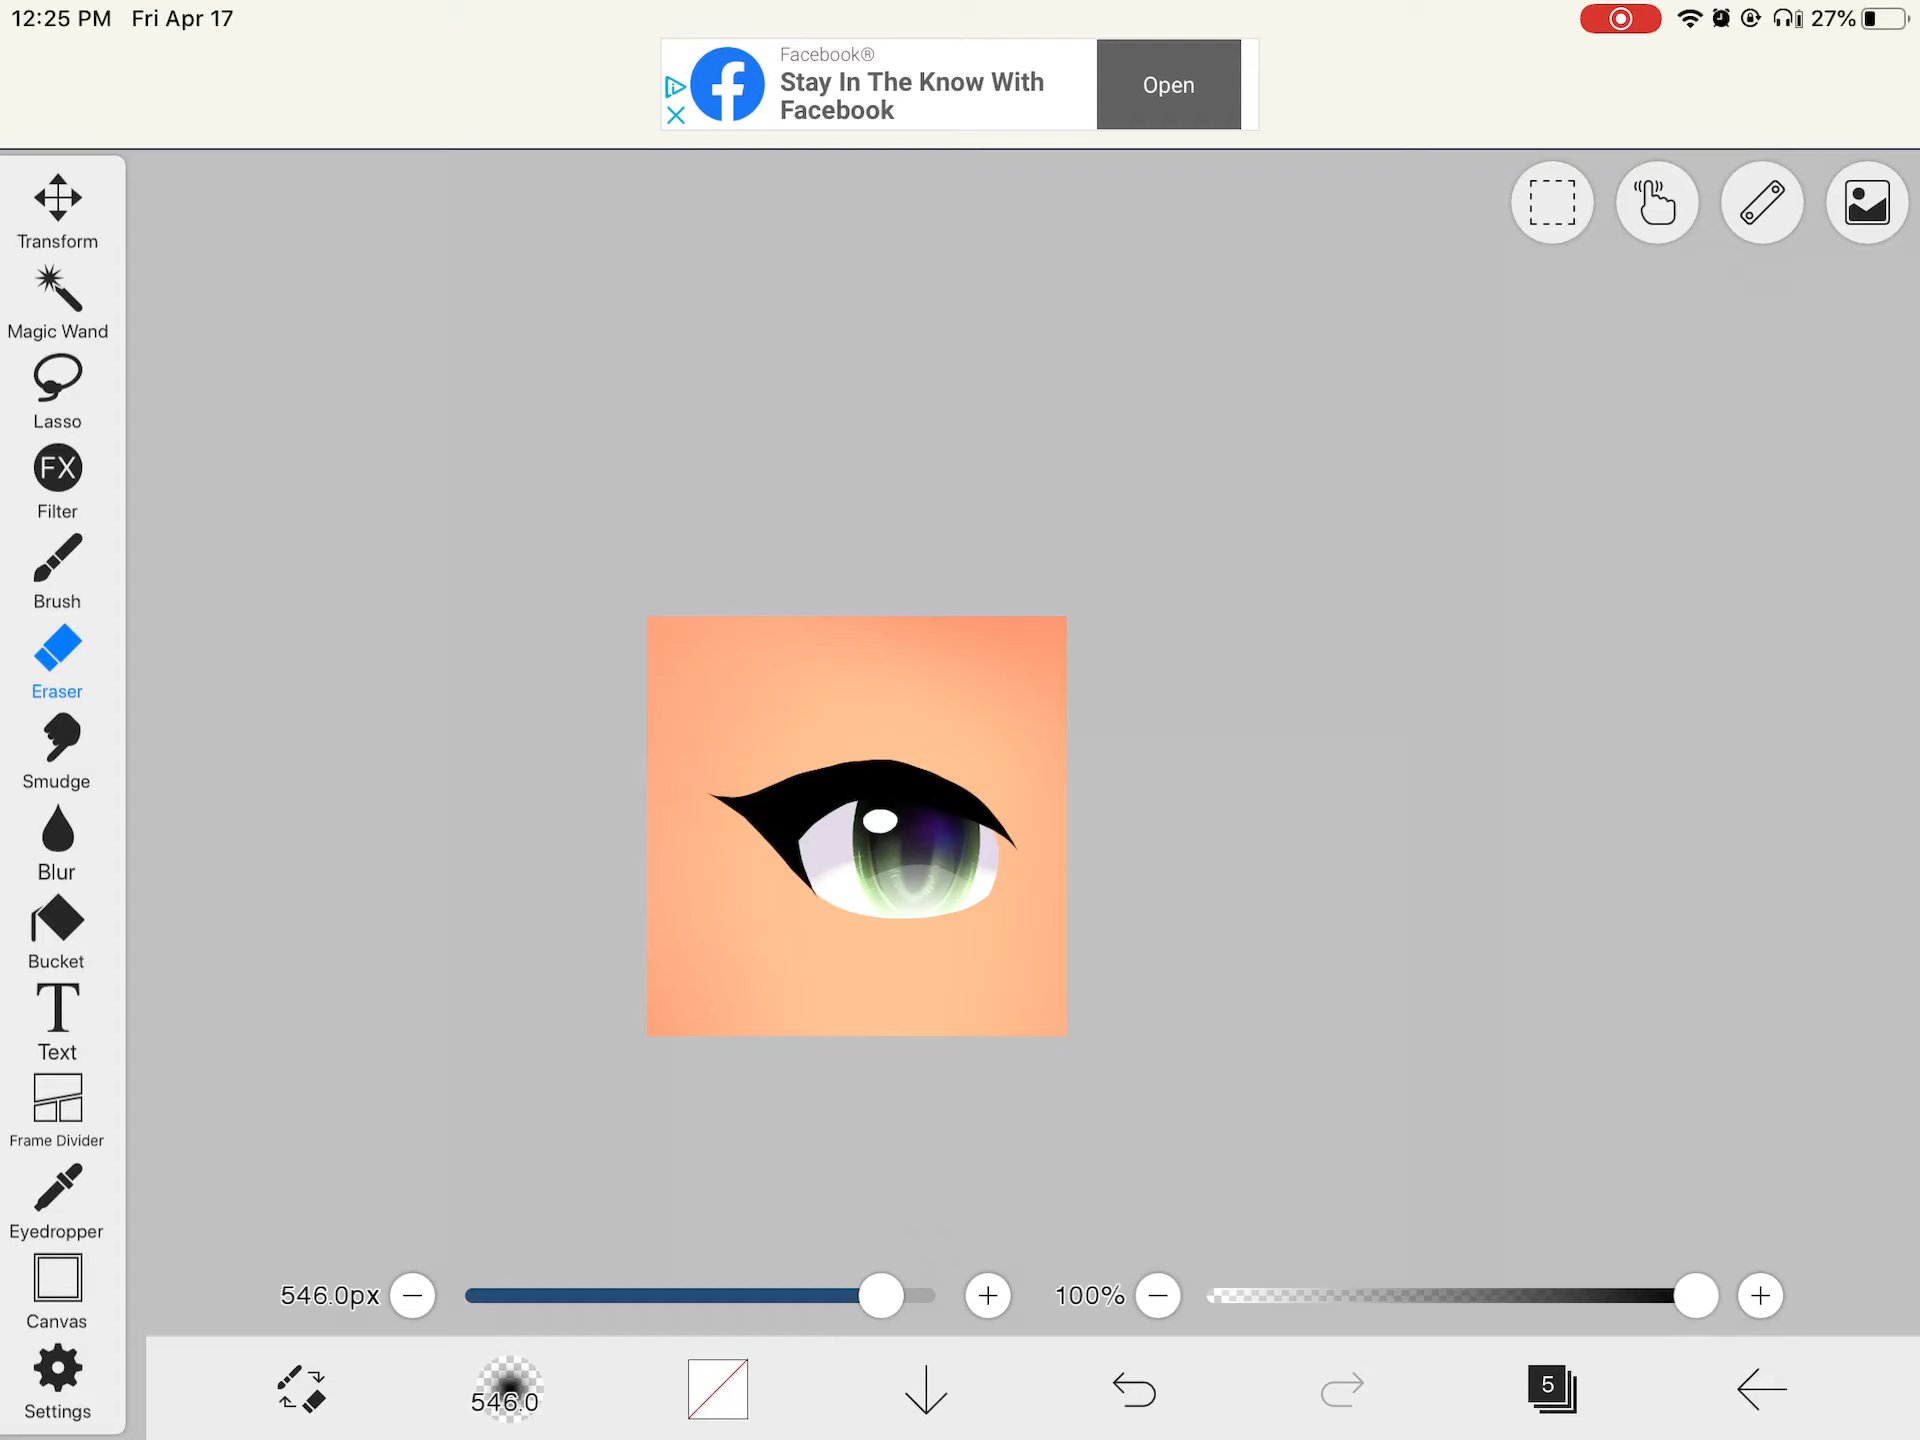 12:25 PM Fri Apr 17
27%
Facebook®
Stay In The Know With
Facebook
Open
Transform
Magic Wand
Lasso
FX
Filter
Brush
Eraser
Smudge
Blur
Bucket
T
Text
Frame Divider
Eyedropper
Canvas
Settings
546.0px
100%
546.0
5